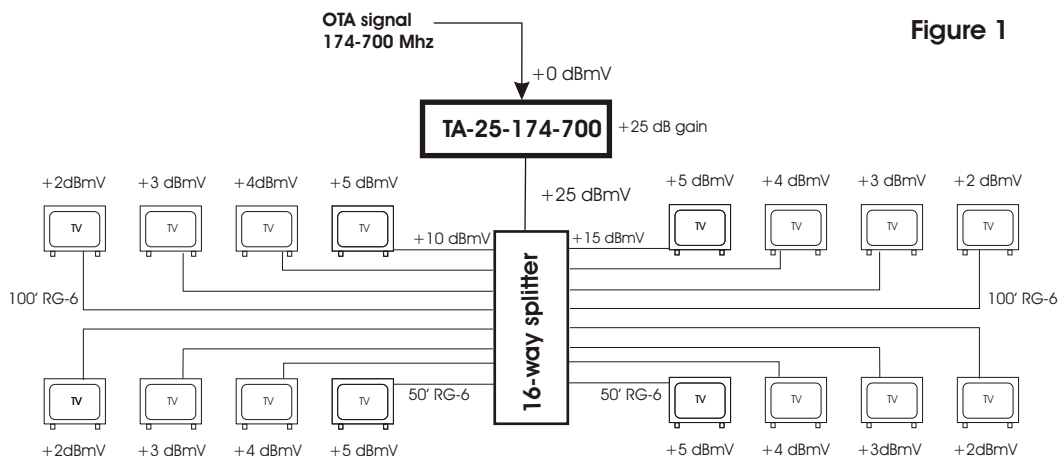 OTA signal
174-700 Mhz
Figure 1
+0 dBmV
TA-25-174-700
+25 dB gain
+2dBmV +3 dBmV +4dBmV +5 dBmV
+5 dBmV +4 dBmV +3 dBmV +2 dBmV
+25 dBmV
TV TV TV TV
TV TV TV TV
+10 dBmV
+15 dBmV
16-way splitter
100' RG-6
100' RG-6
TV TV TV TV
TV TV TV TV
50' RG-6
50' RG-6
+2dBmV +3 dBmV +4 dBmV +5 dBmV
+5 dBmV +4 dBmV +3dBmV +2dBmV